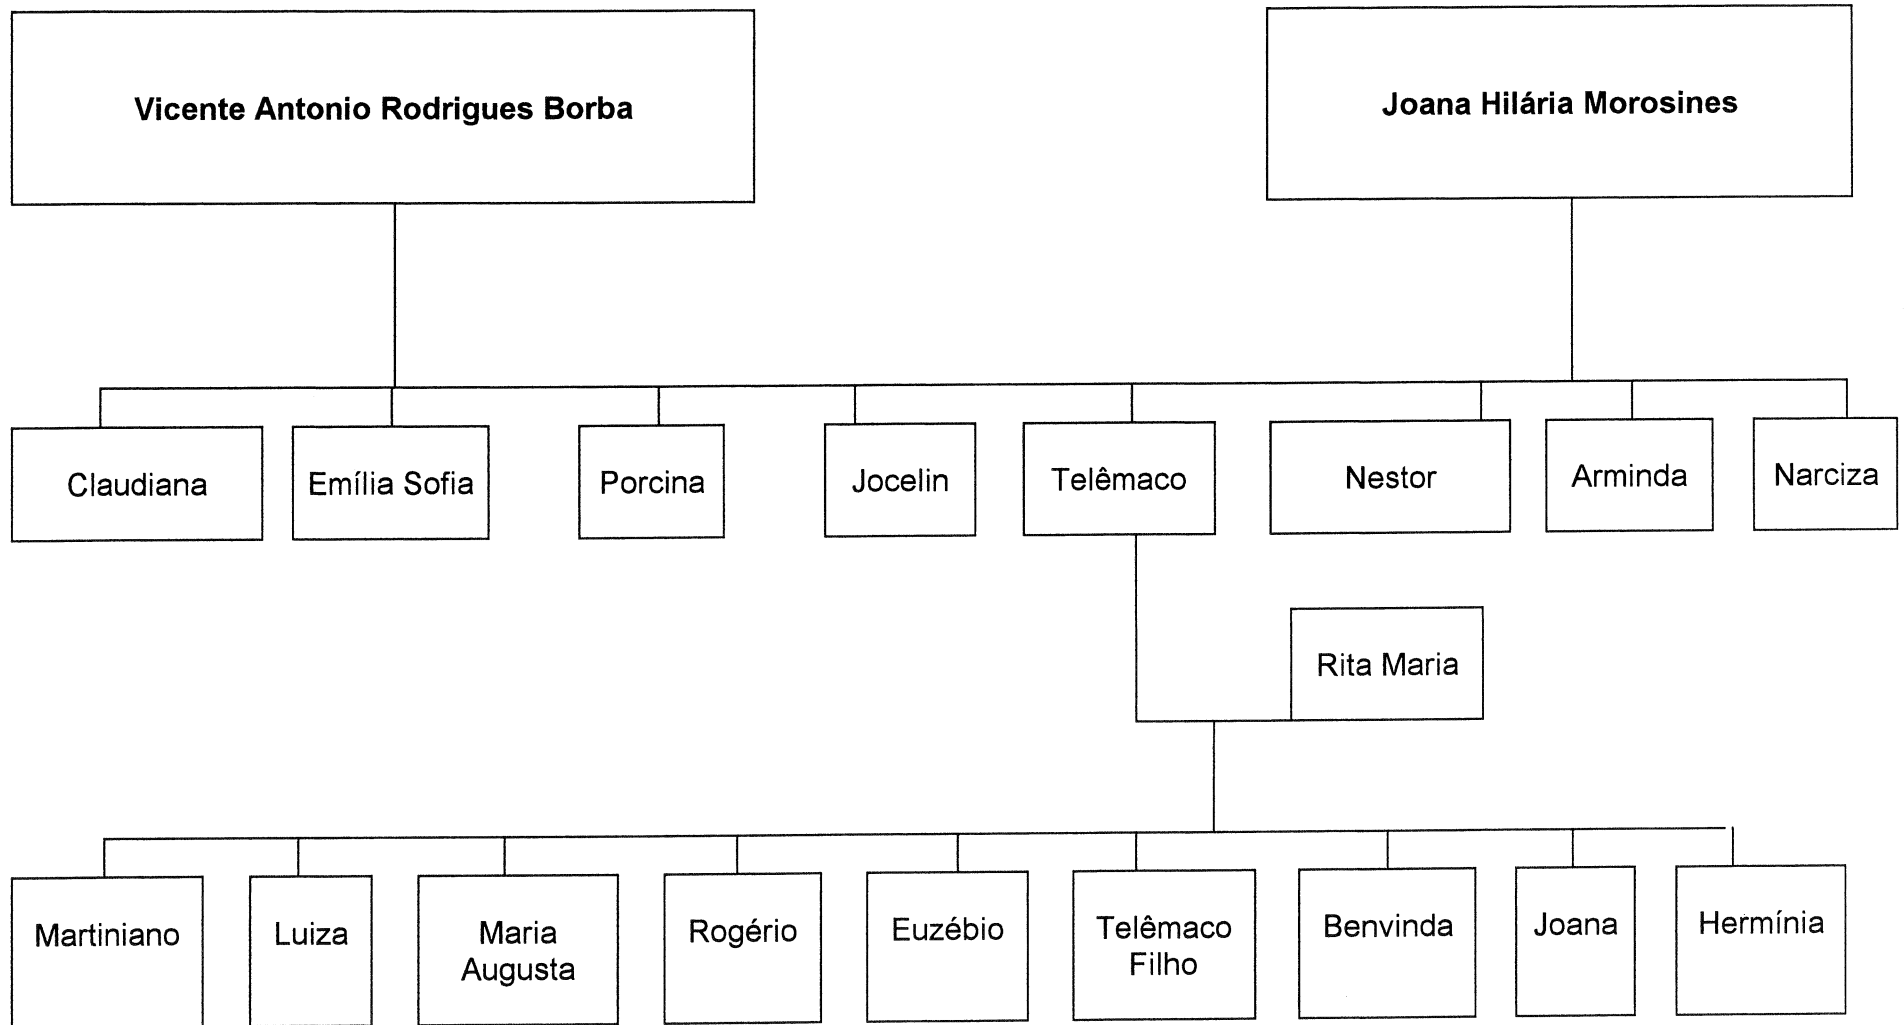 Vicente Antonio Rodrigues Borba
Joana Hilária Morosines
Claudiana
Emília Sofia
Porcina
Jocelin
Telêmaco
Nestor
Arminda
Narciza
Rita Maria
Martiniano
Luiza
Maria
Augusta
Rogério
Euzébio
Telêmaco
Filho
Benvinda
Joana
Hermínia